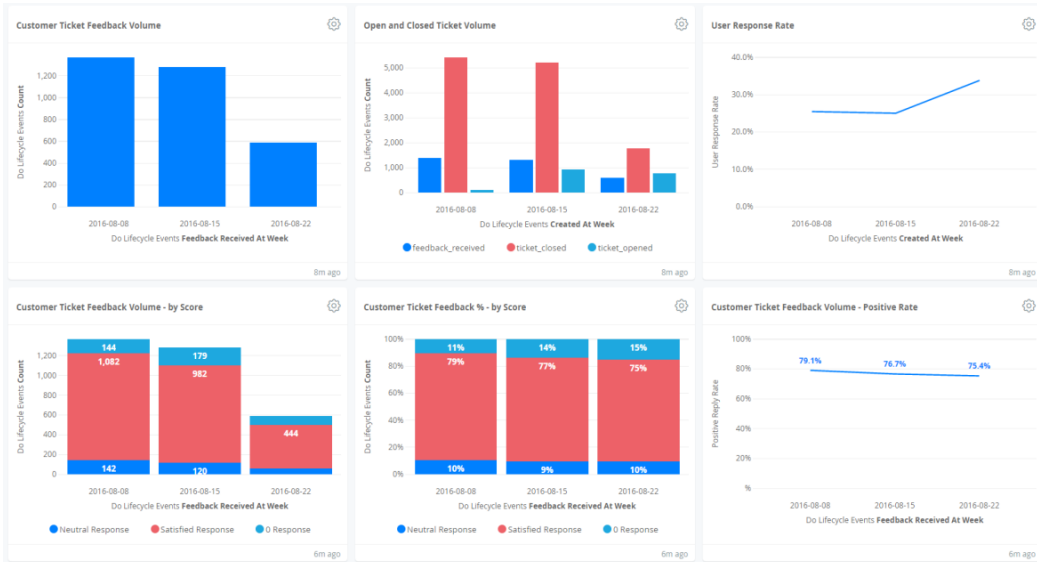 Customer Ticket Feedback Volume
1,200
1,000
800
600
400
200
0
Do Lifecycle Events Count
2016-08-08 2016-08-15 2016-08-22
Do Lifecycle Events Feedback Received At Week
8m ago
Open and Closed Ticket Volume
5,000
4,000
3,000
2,000
1,000
0
Do Lifecycle Events Count
2016-08-08 2016-08-15 2016-08-22
Do Lifecycle Events Created At Week
feedback_received ticket_closed ticket_opened
8m ago
User Response Rate
40.0%
30.0%
20.0%
10.0%
0.0%
User Response Rate
2016-08-08 2016-08-15 2016-08-22
Do Lifecycle Events Created At Week
8m ago
Customer Ticket Feedback Volume - by Score
1,200
1,000
800
600
400
200
0
Do Lifecycle Events Count
144 179
1,082 982 444
142 120
2016-08-08 2016-08-15 2016-08-22
Do Lifecycle Events Feedback Received At Week
Neutral Response Satisfied Response 0 Response
6m ago
Customer Ticket Feedback % - by Score
100%
80%
60%
40%
20%
0%
Do Lifecycle Events Count
11% 14% 15%
79% 77% 75%
10% 9% 10%
2016-08-08 2016-08-15 2016-08-22
Do Lifecycle Events Feedback Received At Week
Neutral Response Satisfied Response 0 Response
6m ago
Customer Ticket Feedback Volume - Positive Rate
100%
80%
60%
40%
20%
%
Positive Reply Rate
79.1% 76.7% 75.4%
2016-08-08 2016-08-15 2016-08-22
Do Lifecycle Events Feedback Received At Week
6m ago